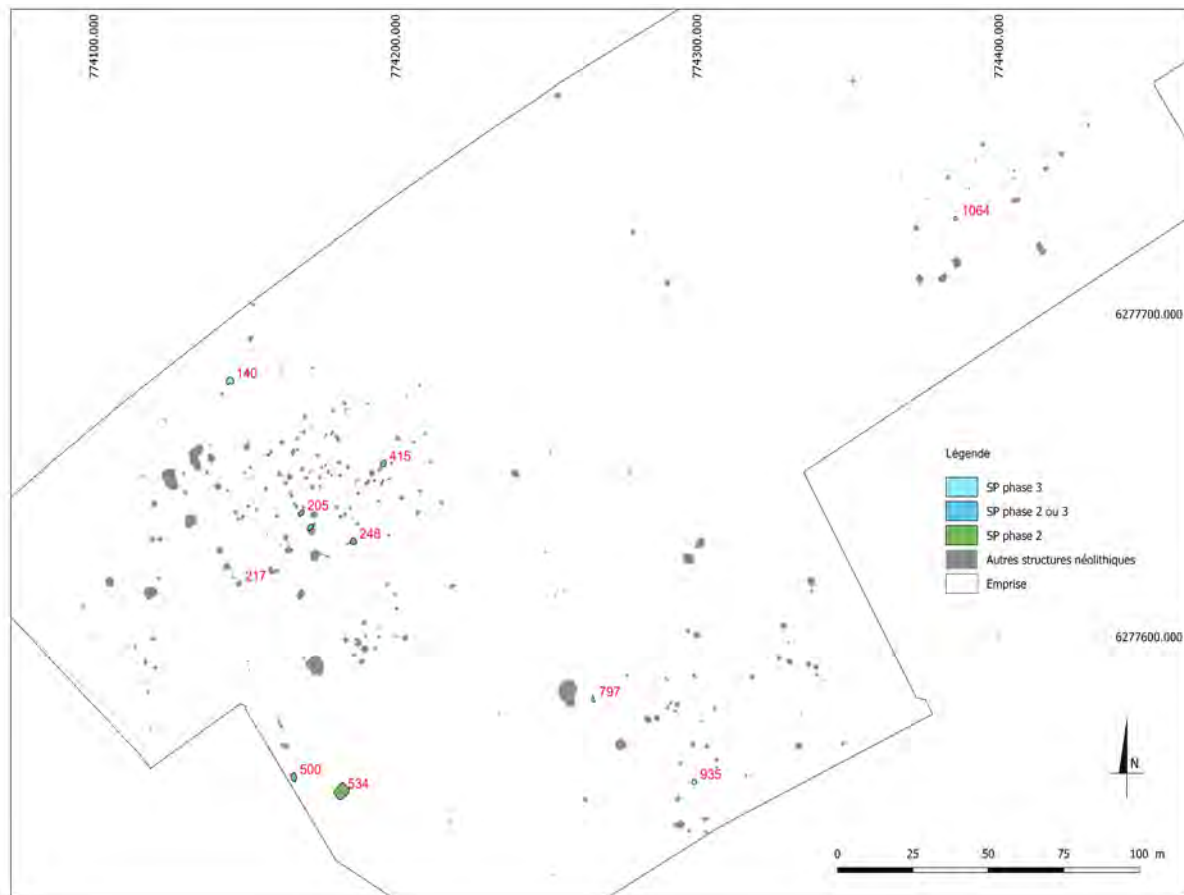 774100.000
774200.000
774300.000
774400.000
1064
6277700.000
140
415
Légende
SP phase 3
205
SP phase 2 ou 3
248
SP phase 2
Autres structures néolithiques
217
Emprise
6277600.000
797
500
534
935
N
0 25 50 75 100 m